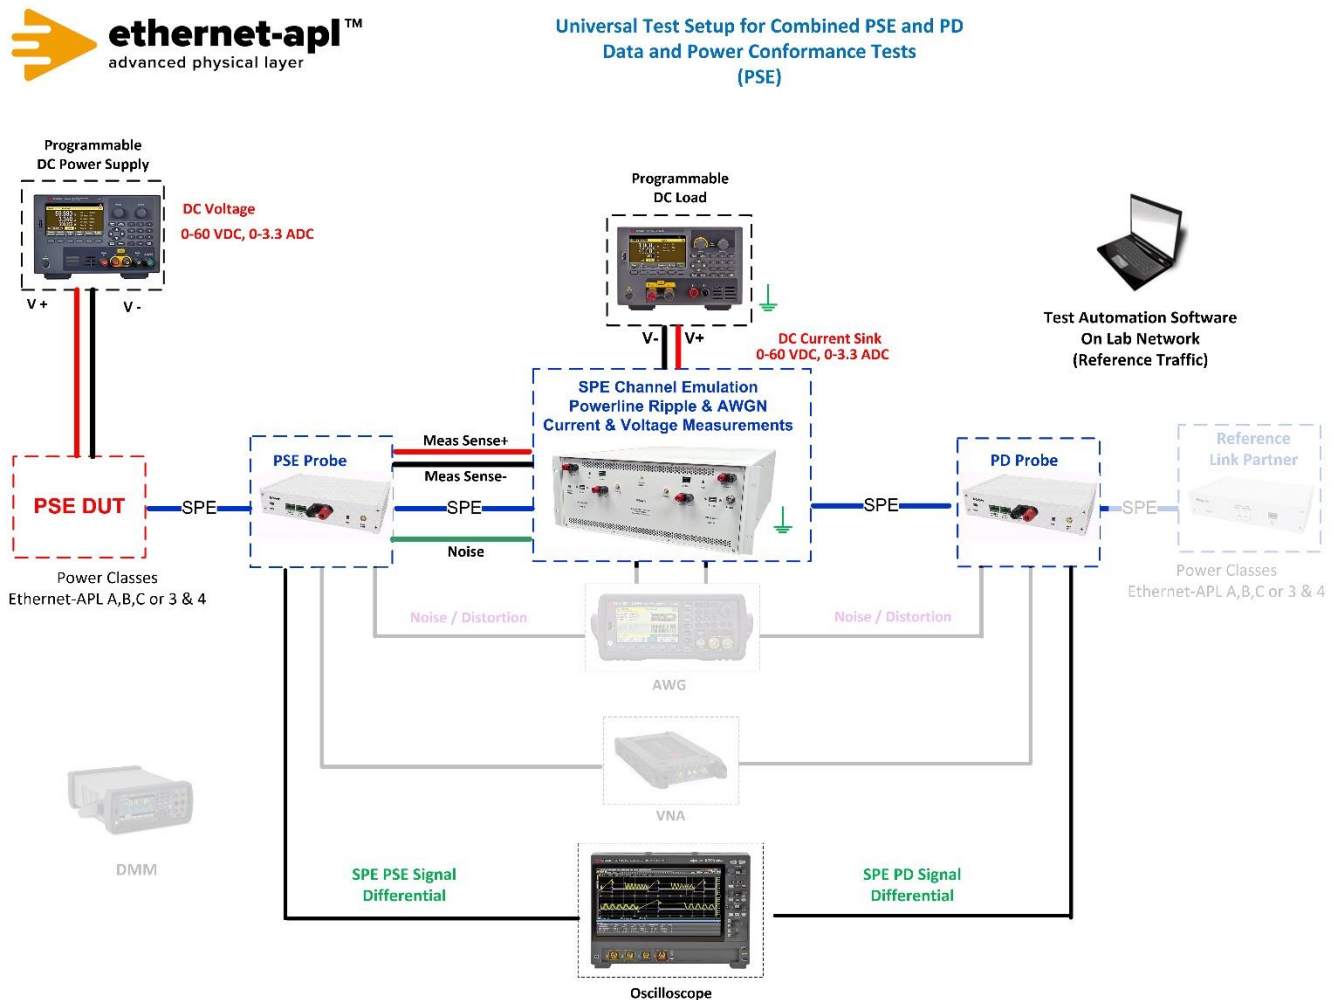 ethernet-apl™
advanced physical layer
Universal Test Setup for Combined PSE and PD
Data and Power Conformance Tests
(PSE)
Programmable
DC Power Supply
DC Voltage
0-60 VDC, 0-3.3 ADC
V +
V -
Programmable
DC Load
V-
V+
DC Current Sink
0-60 VDC, 0-3.3 ADC
Test Automation Software
On Lab Network
(Reference Traffic)
SPE Channel Emulation
Powerline Ripple & AWGN
Current & Voltage Measurements
PSE DUT
SPE
PSE Probe
Meas Sense+
Meas Sense-
SPE
Noise
SPE
PD Probe
SPE
Reference
Link Partner
Power Classes
Ethernet-APL A,B,C or 3 & 4
Power Classes
Ethernet-APL A,B,C or 3 & 4
Noise / Distortion
Noise / Distortion
AWG
VNA
DMM
SPE PSE Signal
Differential
SPE PD Signal
Differential
Oscilloscope